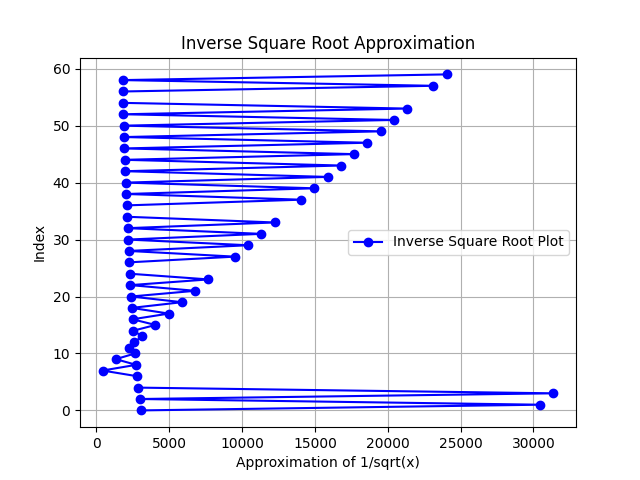 Inverse Square Root Approximation
60
50
40
30
20
10
0
Index
Inverse Square Root Plot
0 5000 10000 15000 20000 25000 30000
Approximation of 1/sqrt(x)